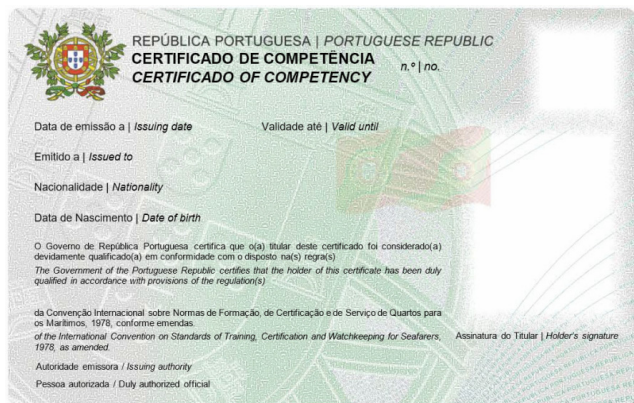 REPÚBLICA PORTUGUESA | PORTUGUESE REPUBLIC
CERTIFICADO DE COMPETÊNCIA
CERTIFICADO OF COMPETENCY
n.º | no.
Data de emissão a | Issuing date
Validade até | Valid until
Emitido a | Issued to
Nacionalidade | Nationality
Data de Nascimento | Date of birth
O Governo de República Portuguesa certifica que o(a) titular deste certificado foi considerado(a)
devidamente qualificado(a) em conformidade com o disposto na(s) regra(s)
The Government of the Portuguese Republic certifies that the holder of this certificate has been duly
qualified in accordance with provisions of the regulation(s)
da Convenção Internacional sobre Normas de Formação, de Certificação e de Serviço de Quartos para
os Marítimos, 1978, conforme emendas.
of the International Convention on Standards of Training, Certification and Watchkeeping for Seafarers,
1978, as amended.
Assinatura do Titular | Holder's signature
Autoridade emissora / Issuing authority
Pessoa autorizada / Duly authorized official